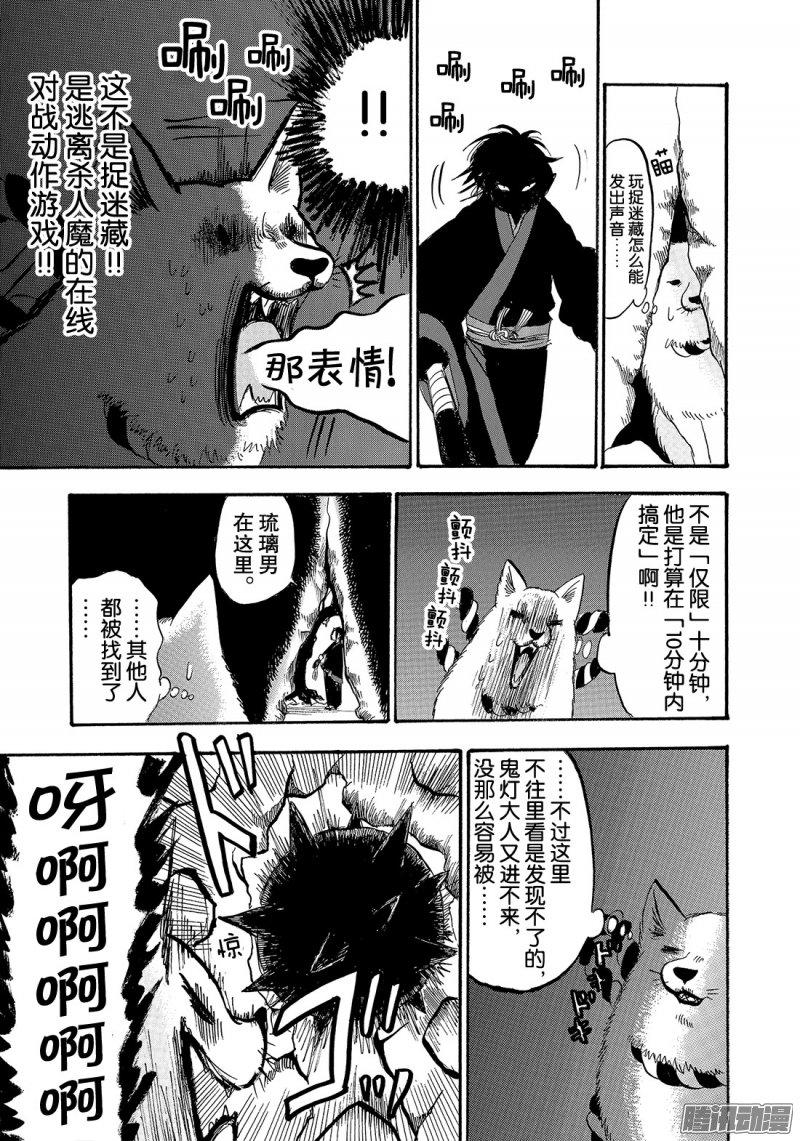 玩捉迷藏怎么能
发出声音……
唰
唰
唰
唰
!!
唰
唰
唰
那表情!
这不是捉迷藏!!
是逃离杀人魔的在线
对战动作游戏!!
不是「仅限」十分钟，
他是打算在「10分钟内
搞定」啊!!
颤抖
颤抖
颤抖
琉璃男
在这里。
……其他人
都被找到了
……
……不过这里
不往里看是发现不了的，
鬼灯大人又进不来，
没那么容易被……
ドキドキ
惊
呀啊啊啊啊啊
腾讯动漫